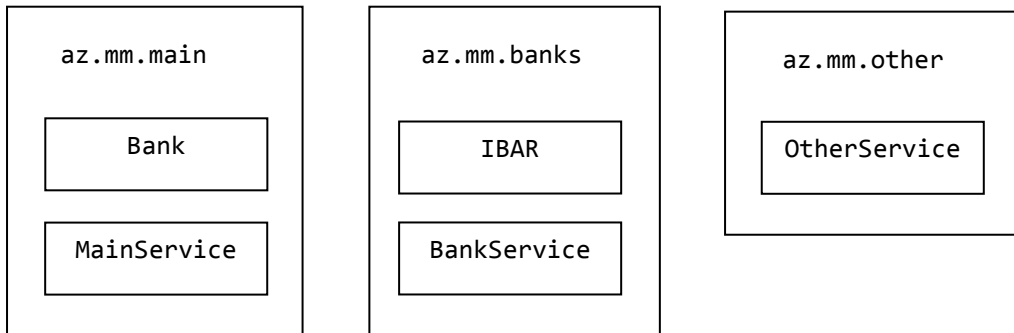 az.mm.main
Bank
MainService
az.mm.banks
IBAR
BankService
az.mm.other
OtherService